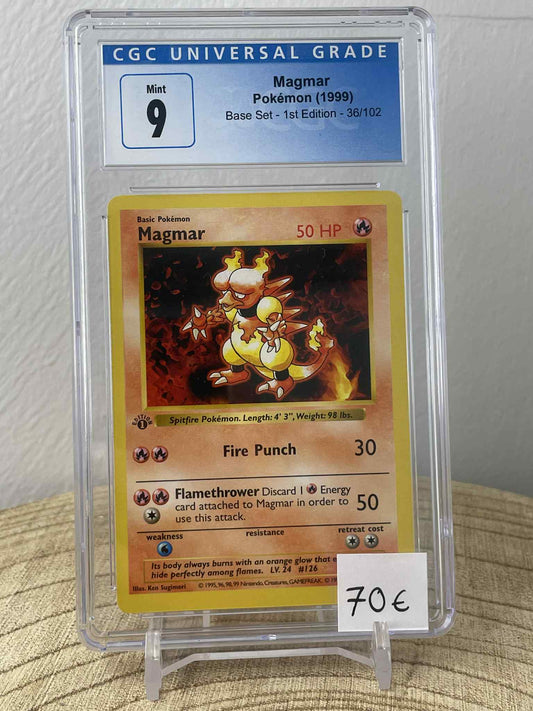 CGC UNIVERSAL GRADE
Mint
9
Magmar
Pokémon (1999)
Base Set - 1st Edition - 36/102
Basic Pokémon
Magmar
50 HP
EDITION
1
Spitfire Pokémon. Length: 4' 3", Weight: 98 lbs.
Fire Punch 30
Flamethrower Discard 1 Energy
card attached to Magmar in order to
use this attack.
50
weakness resistance retreat cost
Its body always burns with an orange glow that
hide perfectly among flames. LV. 24 #126
Illus. Ken Sugimori
© 1995, 96, 98, 99 Nintendo, Creatures, GAMEFREAK.
70€